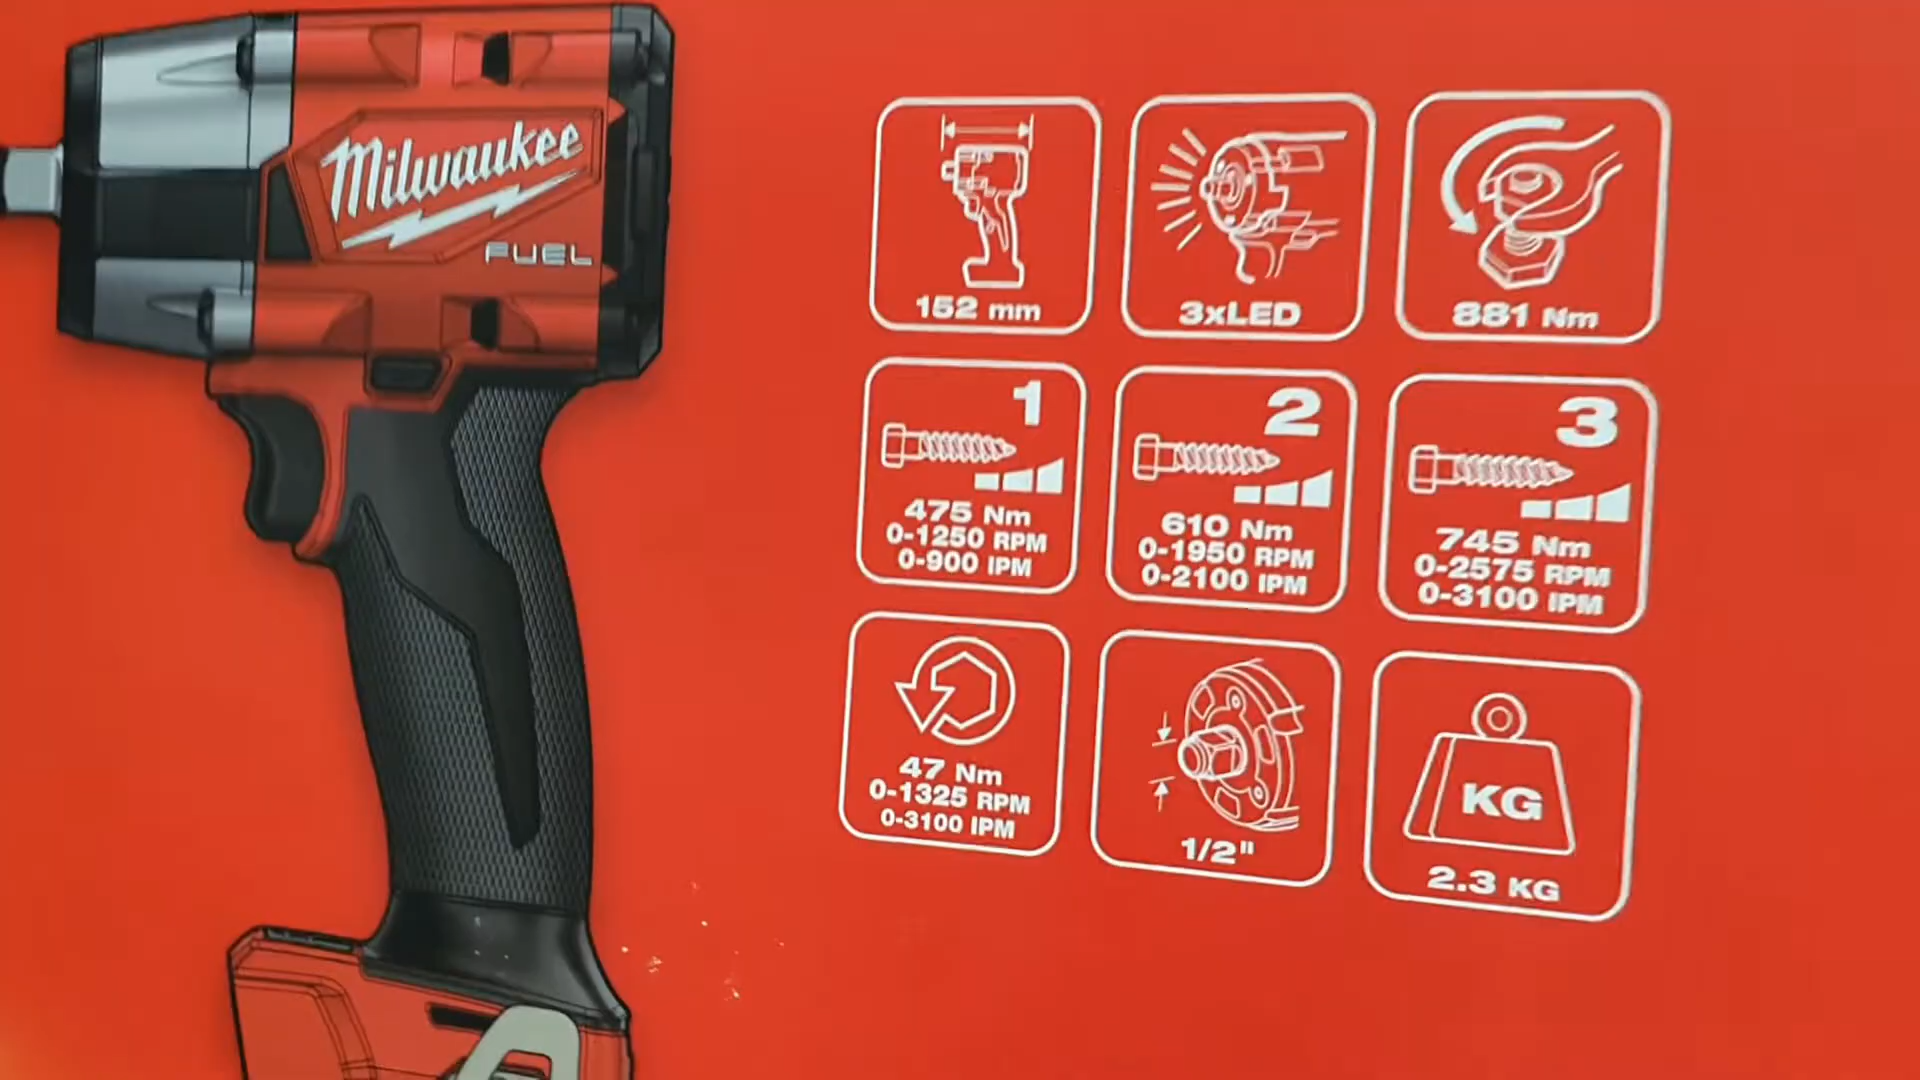 Milwaukee
FUEL
152 mm
3xLED
881 Nm
1
475 Nm
0-1250 RPM
0-900 IPM
2
610 Nm
0-1950 RPM
0-2100 IPM
3
745 Nm
0-2575 RPM
0-3100 IPM
47 Nm
0-1325 RPM
0-3100 IPM
1/2"
KG
2.3 KG